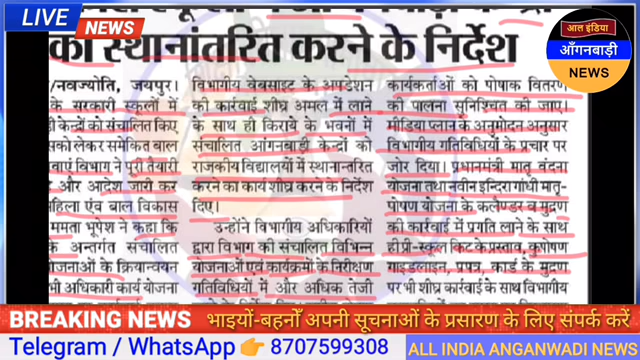 LIVE NEWS
आल इंडिया
आँगनबाड़ी
NEWS
को स्थानांतरित करने के निर्देश
/नवज्योति, जयपुर।
के सरकारी स्कूलों में
केन्द्रों को संचालित किए
सको लेकर समेकित बाल
विभाग ने पूरी तैयारी
और आदेश जारी कर
हिला एंव बाल विकास
ममता भूपेश ने कहा कि
के अन्तर्गत संचालित
योजनाओं के क्रियान्वयन
भी अधिकारी कार्य योजना
विभागीय वेबसाइट के अपडेशन
की कार्रवाई शीघ्र अमल में लाने
के साथ ही किराये के भवनों में
संचालित आंगनबाड़ी केन्द्रों को
राजकीय विद्यालयों में स्थानान्तरित
करने का कार्य शीघ्र करने के निर्देश
दिए।
उन्होंने विभागीय अधिकारियों
द्वारा विभाग की संचालित विभिन्न
योजनाओं एवं कार्यक्रमों के निरीक्षण
गतिविधियों में और अधिक तेजी
कार्यकर्ताओं को पोषाक वितरण
की पालना सुनिश्चित की जाए।
मीडिया प्लान के अनुमोदन अनुसार
विभागीय गतिविधियों के प्रचार पर
जोर दिया। प्रधानमंत्री मातृ वंदना
योजना तथा नवीन इन्दिरा गांधी मातृ-
पोषण योजना के कलैण्डर व मुद्रण
की कार्रवाई में प्रगति लाने के साथ
ही प्री-स्कूल किट के प्रस्ताव, कुपोषण
गाइडलाइन, प्रपत्र, कार्ड के मुद्रण
पर भी शीघ्र कार्रवाई के साथ विभागीय
BREAKING NEWS भाइयों-बहनोँ अपनी सूचनाओं के प्रसारण के लिए संपर्क करें
Telegram / WhatsApp 👉 8707599308 ALL INDIA ANGANWADI NEWS